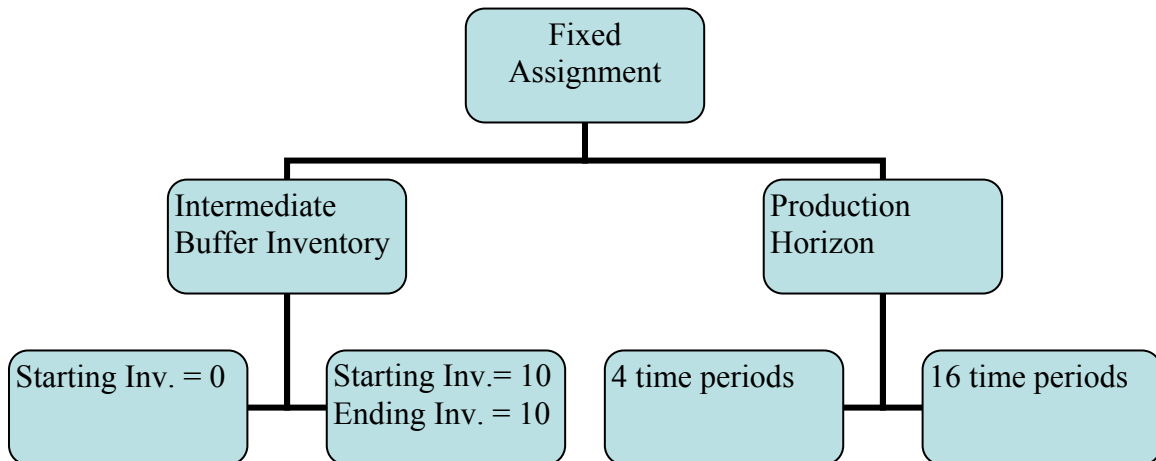 Fixed
Assignment
Intermediate
Buffer Inventory
Production
Horizon
Starting Inv. = 0
Starting Inv.= 10
Ending Inv. = 10
4 time periods
16 time periods